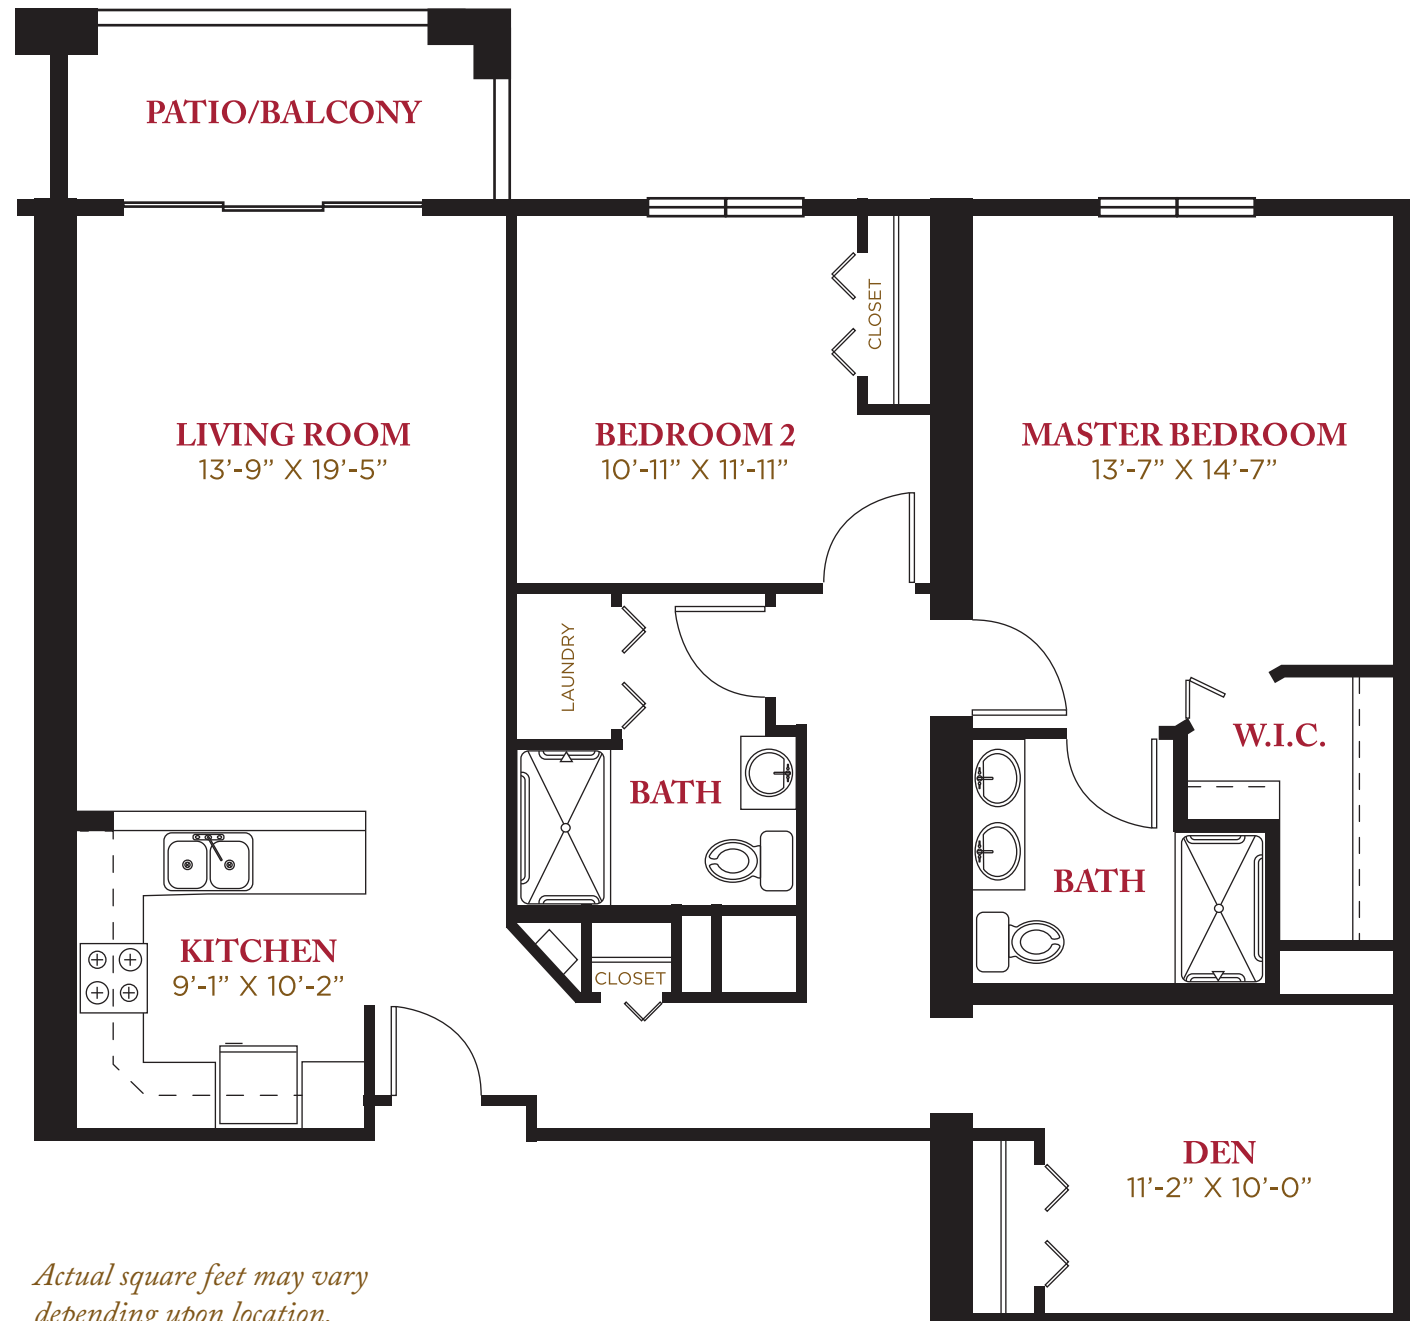 PATIO/BALCONY
CLOSET
LIVING ROOM
13’-9” X 19’-5”
BEDROOM 2
10’-11” X 11’-11”
MASTER BEDROOM
13’-7” X 14’-7”
LAUNDRY
W.I.C.
BATH
BATH
KITCHEN
9’-1” X 10’-2”
CLOSET
DEN
11’-2” X 10’-0”
Actual square feet may vary
depending upon location.